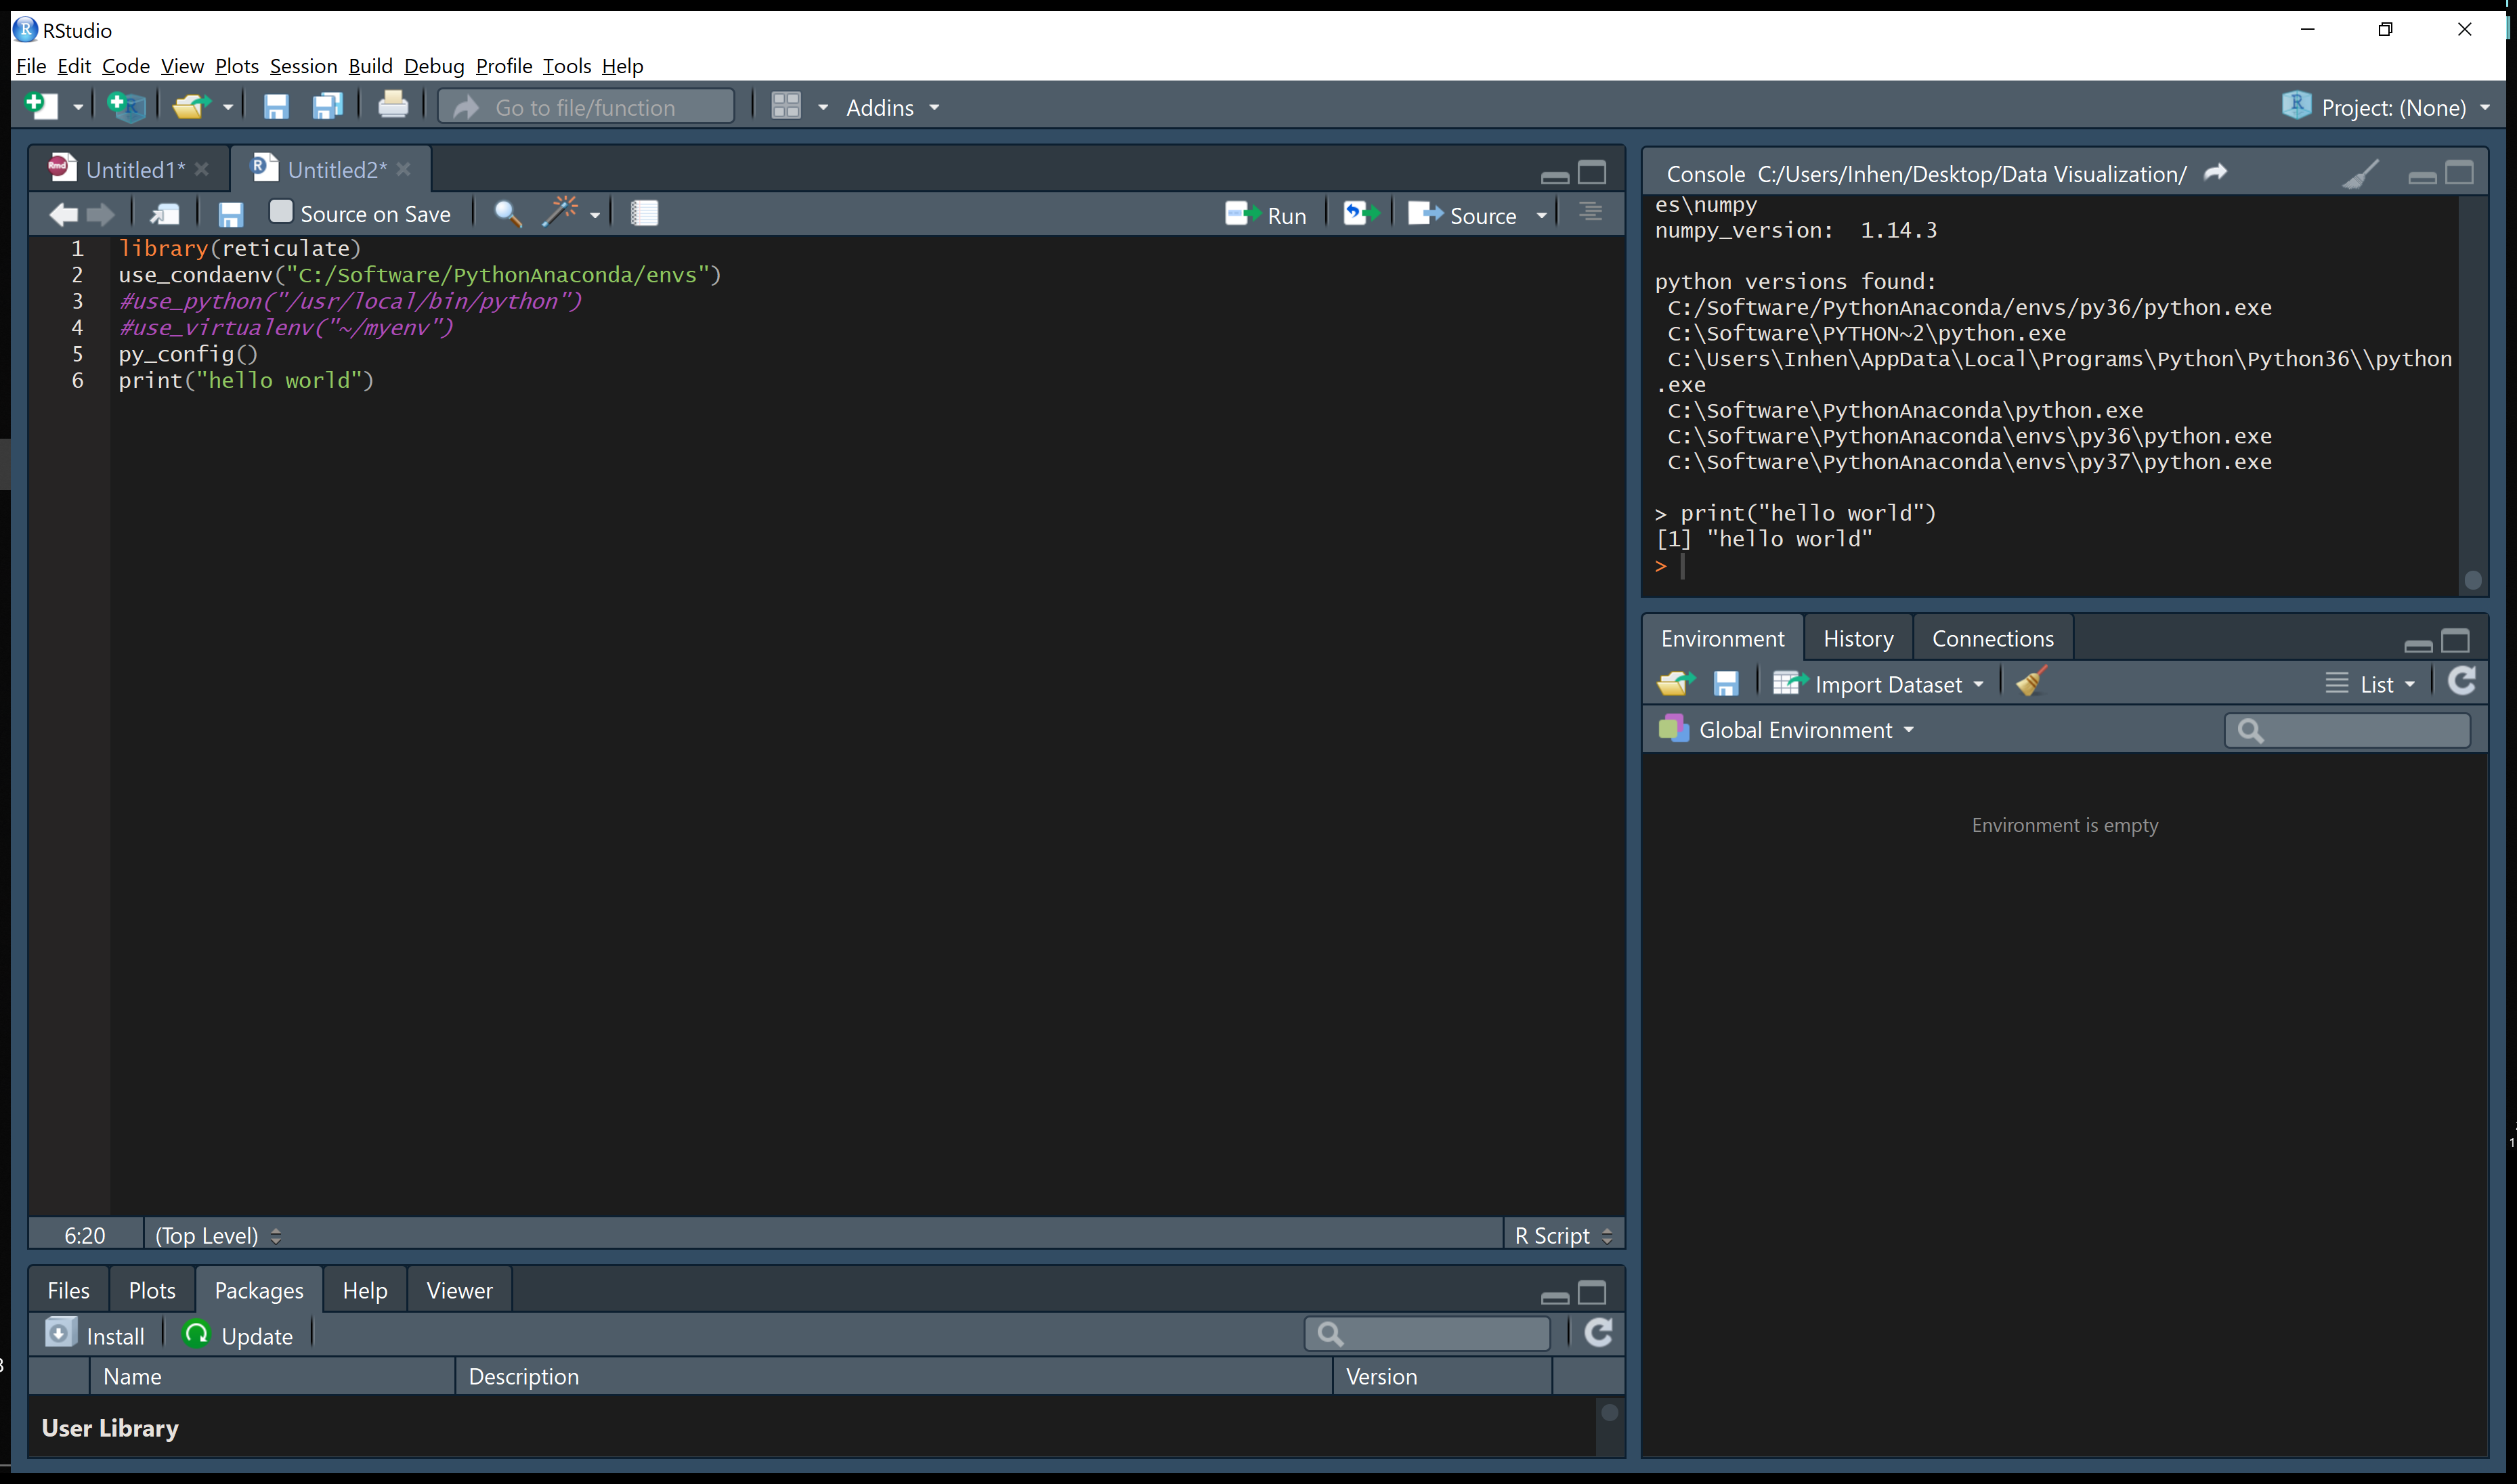 RStudio
File Edit Code View Plots Session Build Debug Profile Tools Help
Go to file/function Addins Project: (None)
Untitled1* Untitled2*
Source on Save Run Source
1 library(reticulate)
2 use_condaenv("C:/Software/PythonAnaconda/envs")
3 #use_python("/usr/local/bin/python")
4 #use_virtualenv("~/myenv")
5 py_config()
6 print("hello world")
6:20 (Top Level) R Script
Files Plots Packages Help Viewer
Install Update
Name Description Version
User Library
Console C:/Users/Inhen/Desktop/Data Visualization/
es\numpy
numpy_version: 1.14.3
python versions found:
C:/Software/PythonAnaconda/envs/py36/python.exe
C:\Software\PYTHON~2\python.exe
C:\Users\Inhen\AppData\Local\Programs\Python\Python36\\python
.exe
C:\Software\PythonAnaconda\python.exe
C:\Software\PythonAnaconda\envs\py36\python.exe
C:\Software\PythonAnaconda\envs\py37\python.exe
> print("hello world")
[1] "hello world"
>
Environment History Connections
Import Dataset List
Global Environment
Environment is empty